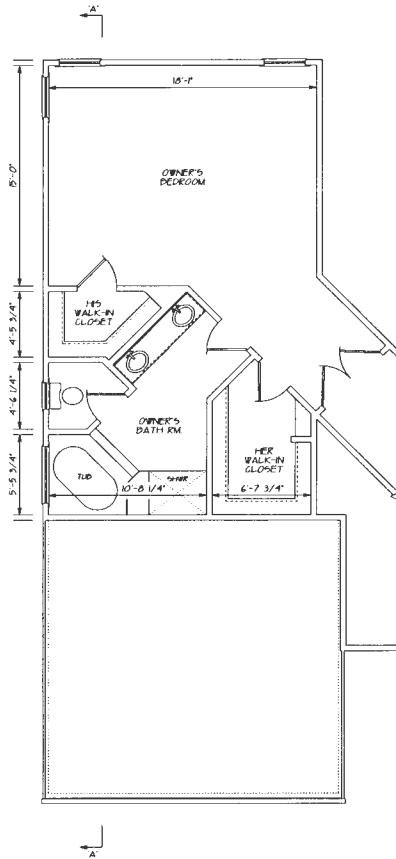 'A'
18'-1"
15'-0"
OWNER'S
BEDROOM
HIS
WALK-IN
CLOSET
4'-5 3/4"
4'-6 1/4"
OWNER'S
BATH RM.
HER
WALK-IN
CLOSET
5'-5 3/4"
TUB
SHWR
10'-8 1/4"
6'-7 3/4"
'A'